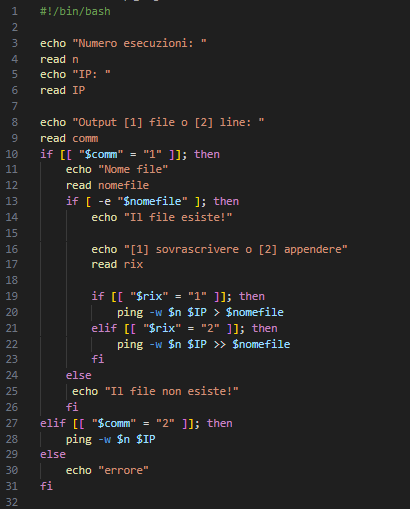 1 #!/bin/bash
2
3 echo "Numero esecuzioni: "
4 read n
5 echo "IP: "
6 read IP
7
8 echo "Output [1] file o [2] line: "
9 read comm
10 if [[ "$comm" = "1" ]]; then
11     echo "Nome file"
12     read nomefile
13     if [ -e "$nomefile" ]; then
14         echo "Il file esiste!"
15
16         echo "[1] sovrascrivere o [2] appendere"
17         read rix
18
19         if [[ "$rix" = "1" ]]; then
20             ping -w $n $IP > $nomefile
21         elif [[ "$rix" = "2" ]]; then
22             ping -w $n $IP >> $nomefile
23         fi
24     else
25      echo "Il file non esiste!"
26     fi
27 elif [[ "$comm" = "2" ]]; then
28     ping -w $n $IP
29 else
30     echo "errore"
31 fi
32